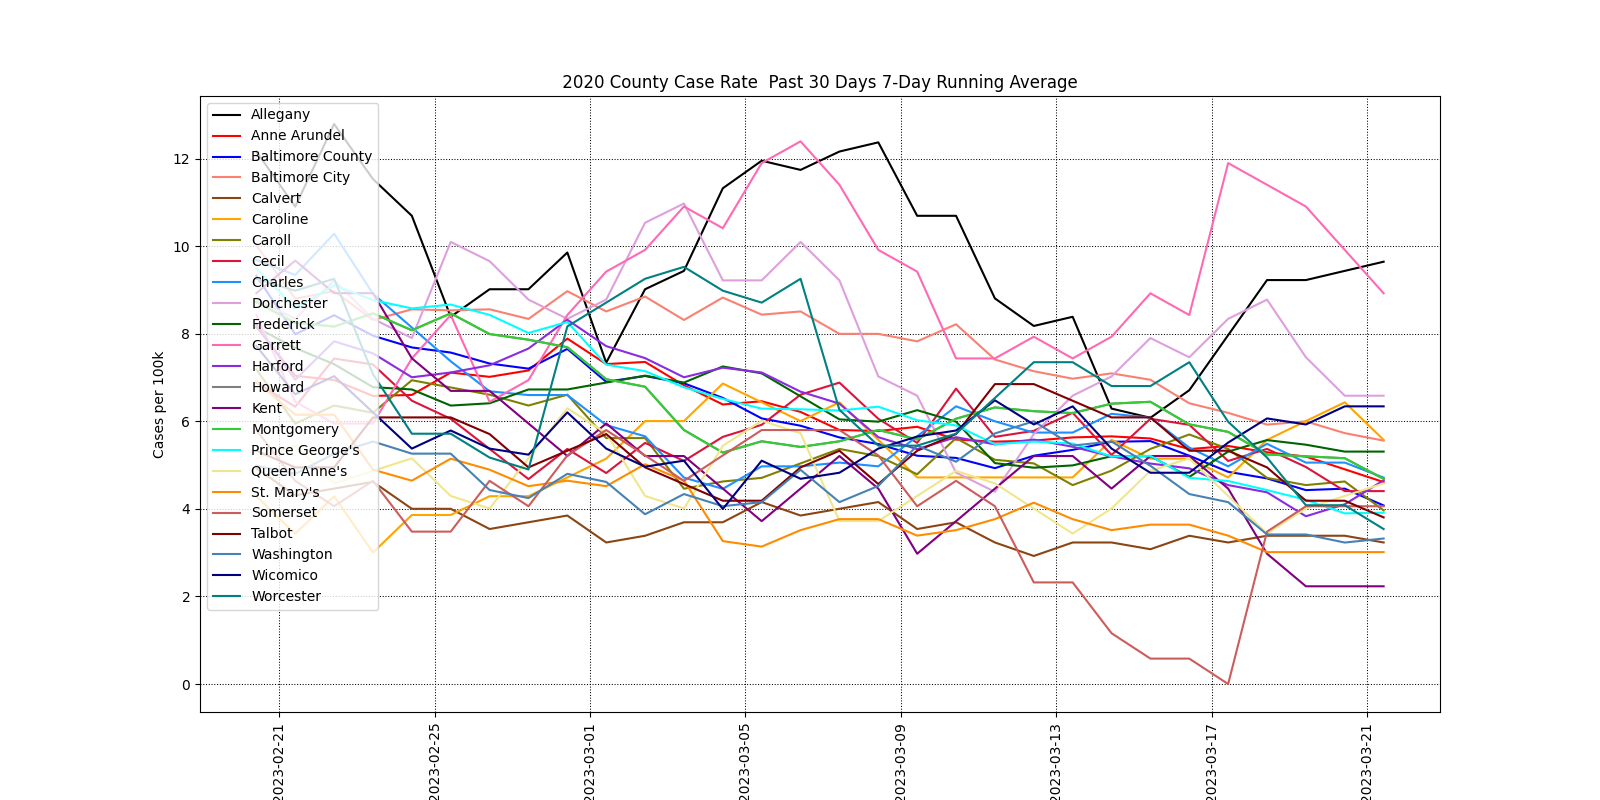 2020 County Case Rate  Past 30 Days 7-Day Running Average
Cases per 100k
12
10
8
6
4
2
0
Allegany
Anne Arundel
Baltimore County
Baltimore City
Calvert
Caroline
Caroll
Cecil
Charles
Dorchester
Frederick
Garrett
Harford
Howard
Kent
Montgomery
Prince George's
Queen Anne's
St. Mary's
Somerset
Talbot
Washington
Wicomico
Worcester
2023-02-21
2023-02-25
2023-03-01
2023-03-05
2023-03-09
2023-03-13
2023-03-17
2023-03-21